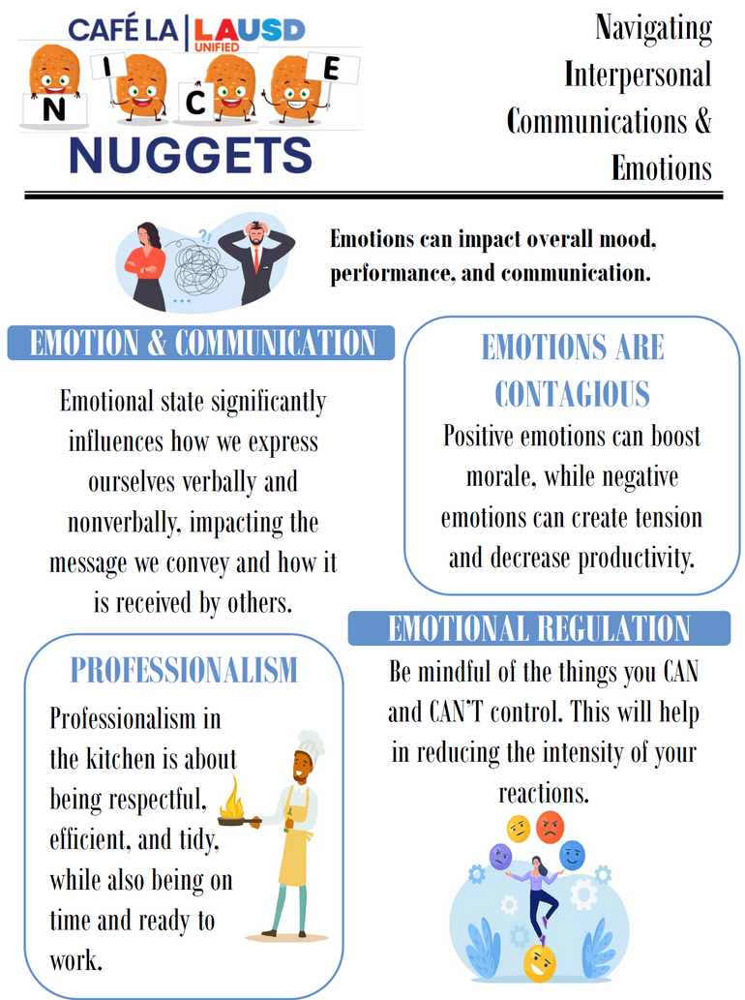 CAFÉ LA LAUSD
UNIFIED
N I C E
NUGGETS
Navigating
Interpersonal
Communications &
Emotions
?!
Emotions can impact overall mood,
performance, and communication.
EMOTION & COMMUNICATION
Emotional state significantly
influences how we express
ourselves verbally and
nonverbally, impacting the
message we convey and how it
is received by others.
EMOTIONS ARE
CONTAGIOUS
Positive emotions can boost
morale, while negative
emotions can create tension
and decrease productivity.
PROFESSIONALISM
Professionalism in
the kitchen is about
being respectful,
efficient, and tidy,
while also being on
time and ready to
work.
EMOTIONAL REGULATION
Be mindful of the things you CAN
and CAN'T control. This will help
in reducing the intensity of your
reactions.